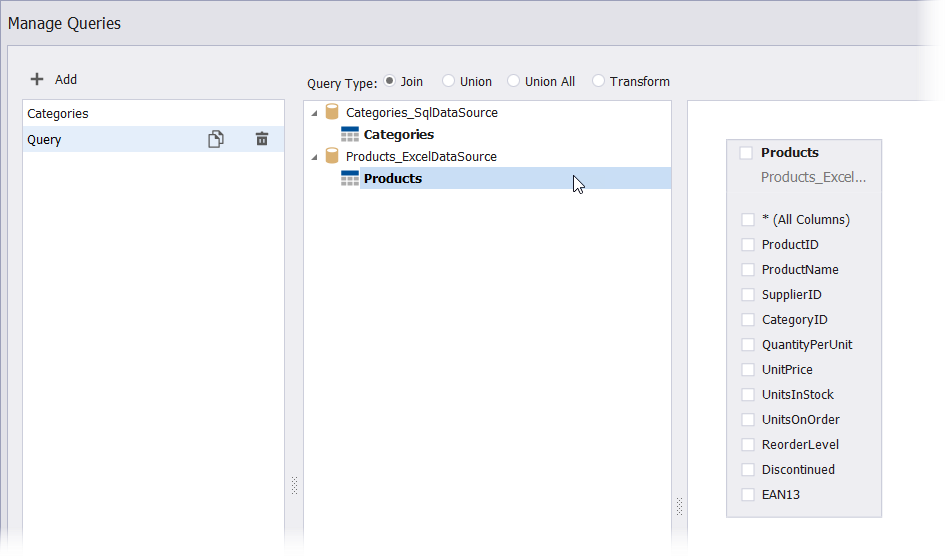 Manage Queries
Add
Categories
Query
Query Type: Join Union Union All Transform
Categories_SqlDataSource
Categories
Products_ExcelDataSource
Products
Products
Products_Excel...
* (All Columns)
ProductID
ProductName
SupplierID
CategoryID
QuantityPerUnit
UnitPrice
UnitsInStock
UnitsOnOrder
ReorderLevel
Discontinued
EAN13